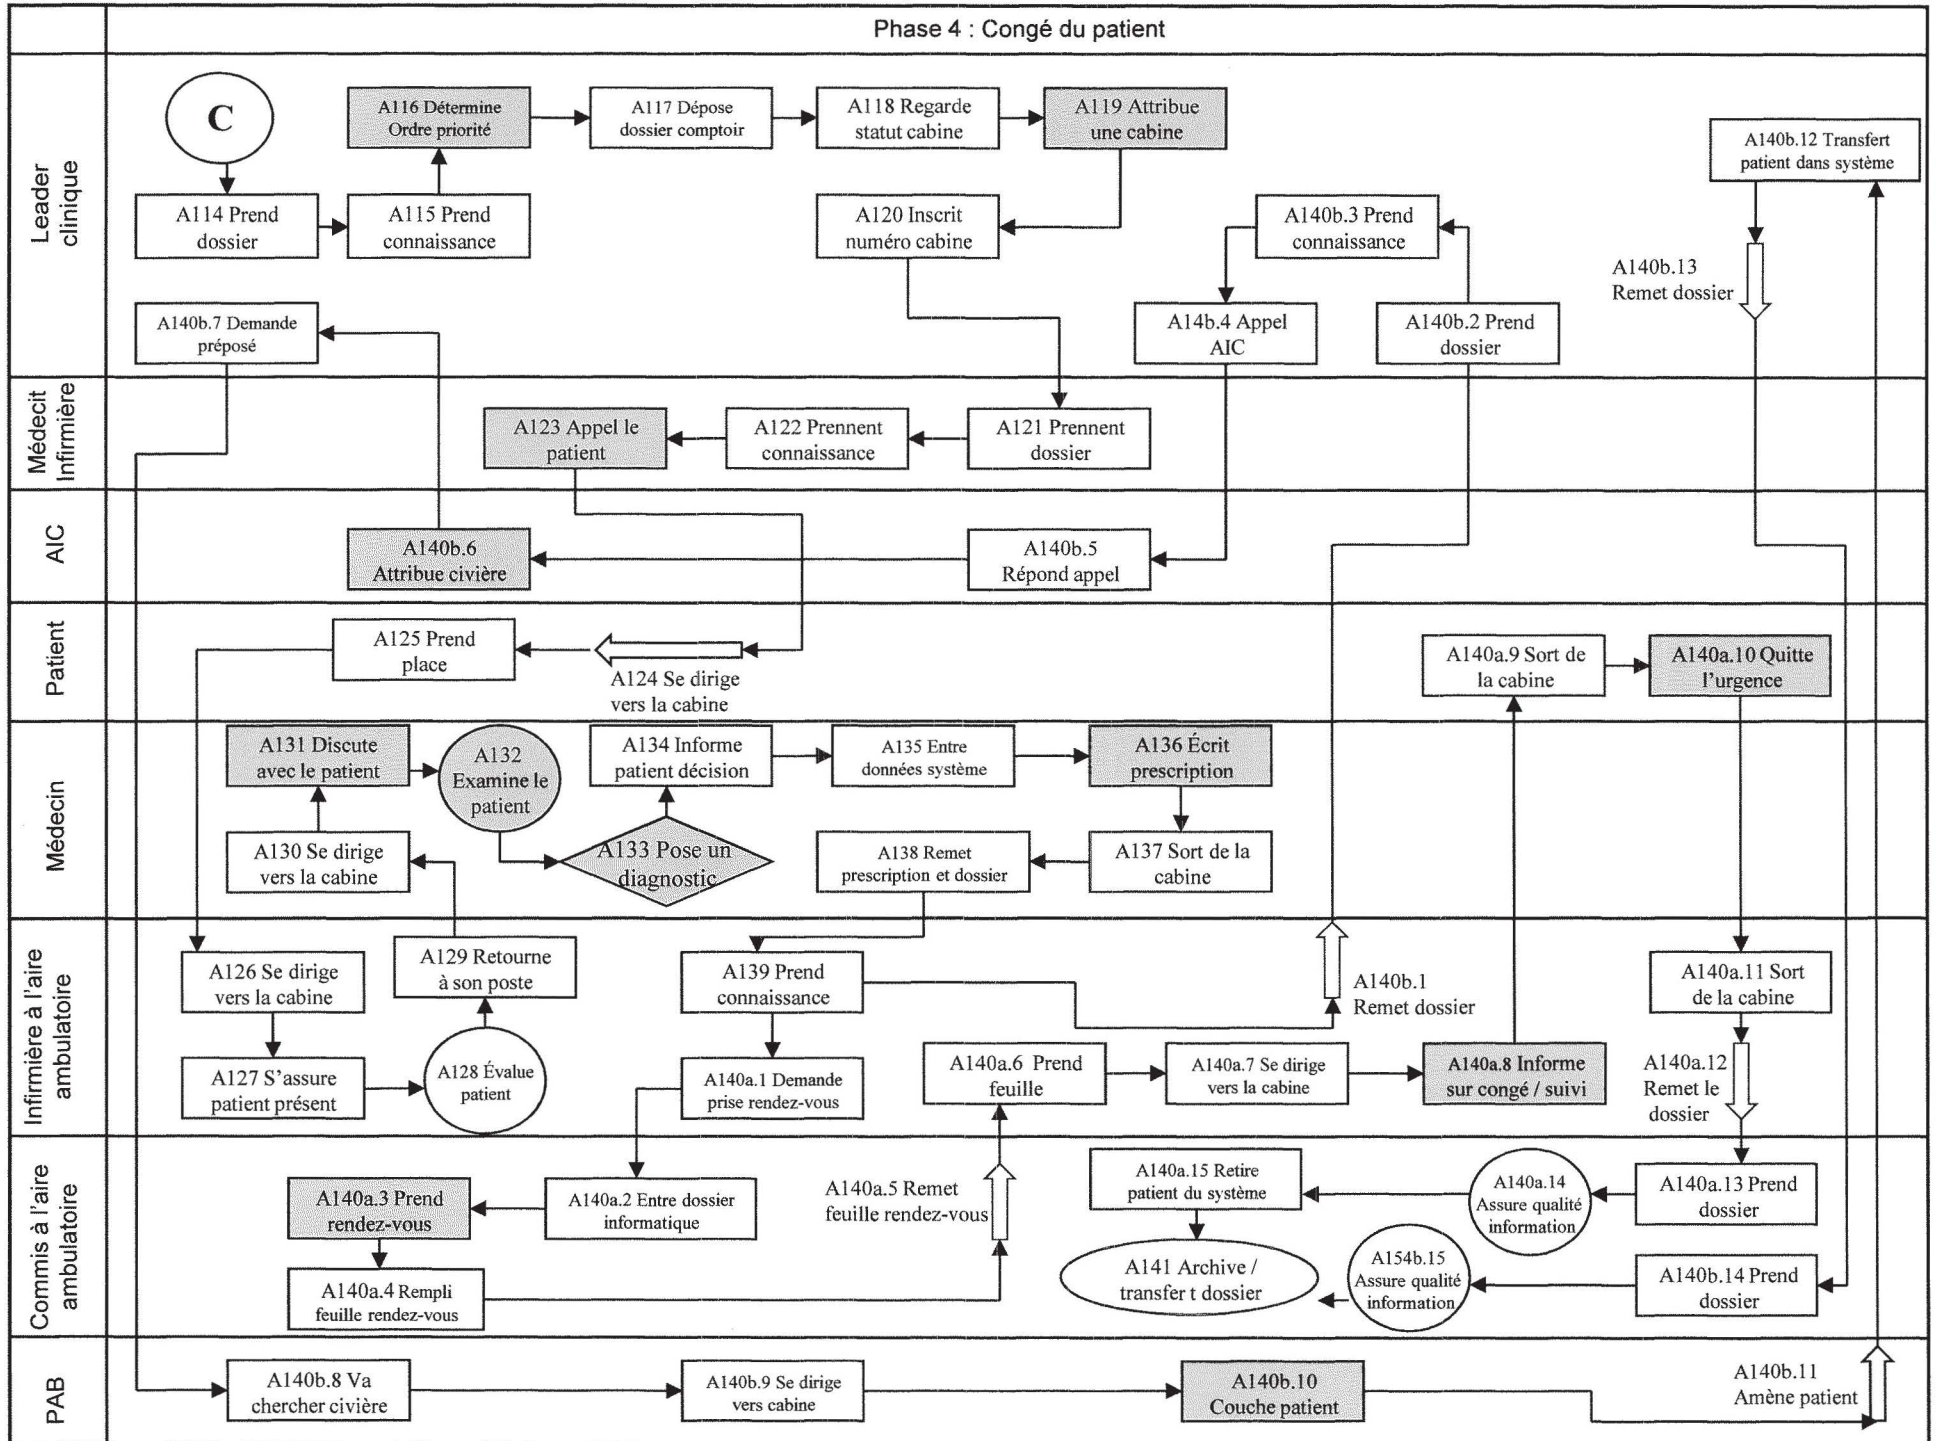 Phase 4 : Congé du patient
Leader
clinique
C
A116 Détermine
Ordre priorité
A117 Dépose
dossier comptoir
A118 Regarde
statut cabine
A119 Attribue
une cabine
A140b.12 Transfert
patient dans système
A114 Prend
dossier
A115 Prend
connaissance
A120 Inscrit
numéro cabine
A140b.3 Prend
connaissance
A140b.13
Remet dossier
A140b.7 Demande
préposé
A14b.4 Appel
AIC
A140b.2 Prend
dossier
Médecit
Infirmière
A123 Appel le
patient
A122 Prennent
connaissance
A121 Prennent
dossier
AIC
A140b.6
Attribue civière
A140b.5
Répond appel
Patient
A125 Prend
place
A124 Se dirige
vers la cabine
A140a.9 Sort de
la cabine
A140a.10 Quitte
l'urgence
Médecin
A131 Discute
avec le patient
A132
Examine le
patient
A134 Informe
patient décision
A135 Entre
données système
A136 Écrit
prescription
A130 Se dirige
vers la cabine
A133 Pose un
diagnostic
A138 Remet
prescription et dossier
A137 Sort de la
cabine
Infirmière à l'aire
ambulatoire
A126 Se dirige
vers la cabine
A129 Retourne
à son poste
A139 Prend
connaissance
A140b.1
Remet dossier
A140a.11 Sort
de la cabine
A127 S'assure
patient présent
A128 Évalue
patient
A140a.1 Demande
prise rendez-vous
A140a.6 Prend
feuille
A140a.7 Se dirige
vers la cabine
A140a.8 Informe
sur congé / suivi
A140a.12
Remet le
dossier
Commis à l'aire
ambulatoire
A140a.3 Prend
rendez-vous
A140a.2 Entre dossier
informatique
A140a.5 Remet
feuille rendez-vous
A140a.15 Retire
patient du système
A140a.14
Assure qualité
information
A140a.13 Prend
dossier
A140a.4 Rempli
feuille rendez-vous
A141 Archive /
transfer t dossier
A154b.15
Assure qualité
information
A140b.14 Prend
dossier
PAB
A140b.8 Va
chercher civière
A140b.9 Se dirige
vers cabine
A140b.10
Couche patient
A140b.11
Amène patient